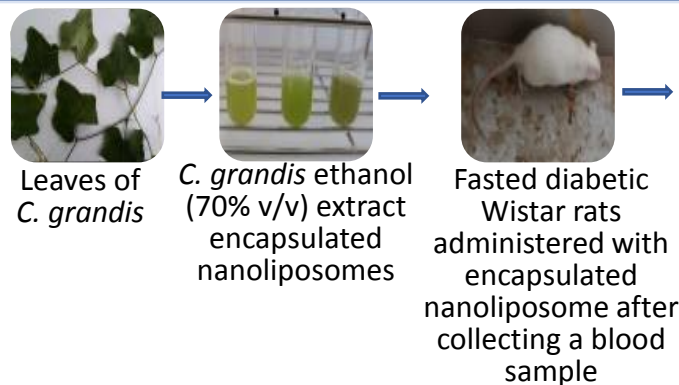 Leaves of
C. grandis
C. grandis ethanol
(70% v/v) extract
encapsulated
nanoliposomes
Fasted diabetic
Wistar rats
administered with
encapsulated
nanoliposome after
collecting a blood
sample